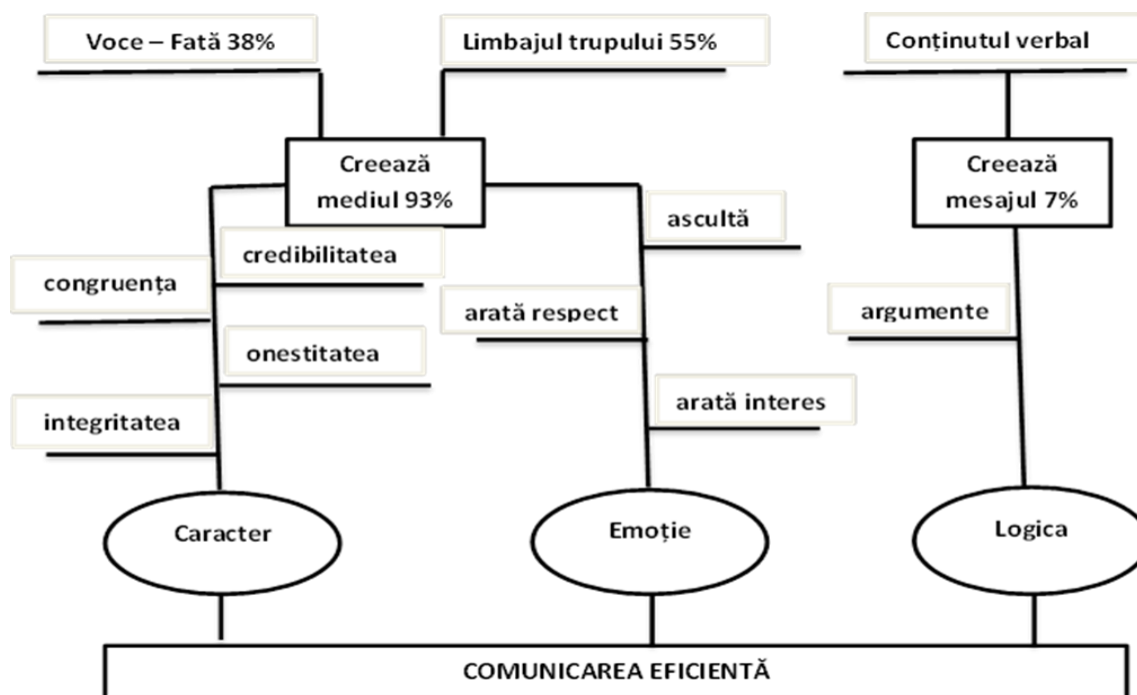 Voce – Fată 38%
Limbajul trupului 55%
Conținutul verbal
Creează
mediul 93%
Creează
mesajul 7%
ascultă
credibilitatea
congruența
arată respect
argumente
onestitatea
arată interes
integritatea
Caracter
Emoție
Logica
COMUNICAREA EFICIENTĂ